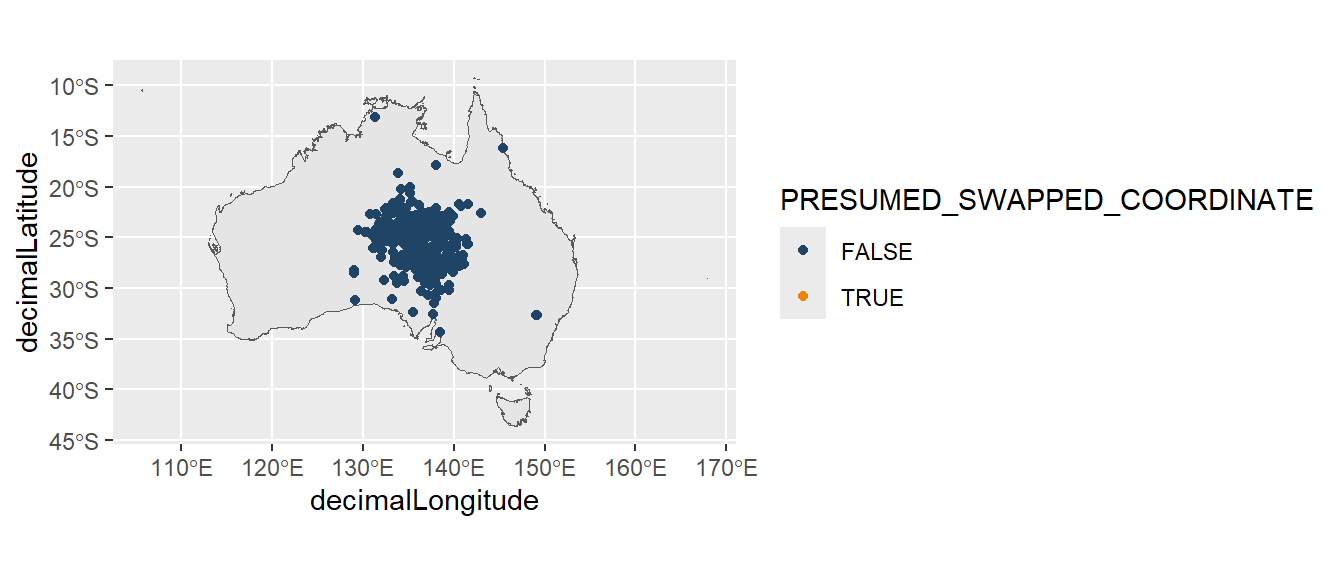 10°S
15°S
20°S
25°S
30°S
35°S
40°S
45°S
decimalLatitude
110°E 120°E 130°E 140°E 150°E 160°E 170°E
decimalLongitude
PRESUMED_SWAPPED_COORDINATE
FALSE
TRUE